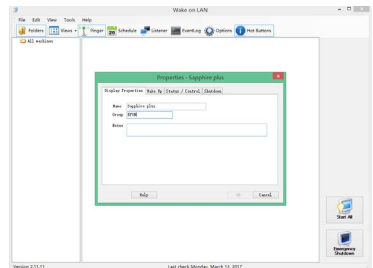 Wake on LAN
File Edit View Tools Help
Folders Views Pinger Schedule Listener EventLog Options Hot Buttons
All machines
Properties - Sapphire plus
Display Properties Wake Up Status / Control Shutdown
Name Sapphire plus
Group
Notes
Help Cancel
Start All
Emergency
Shutdown
Version 2.11.11 Last check Monday, March 13, 2017